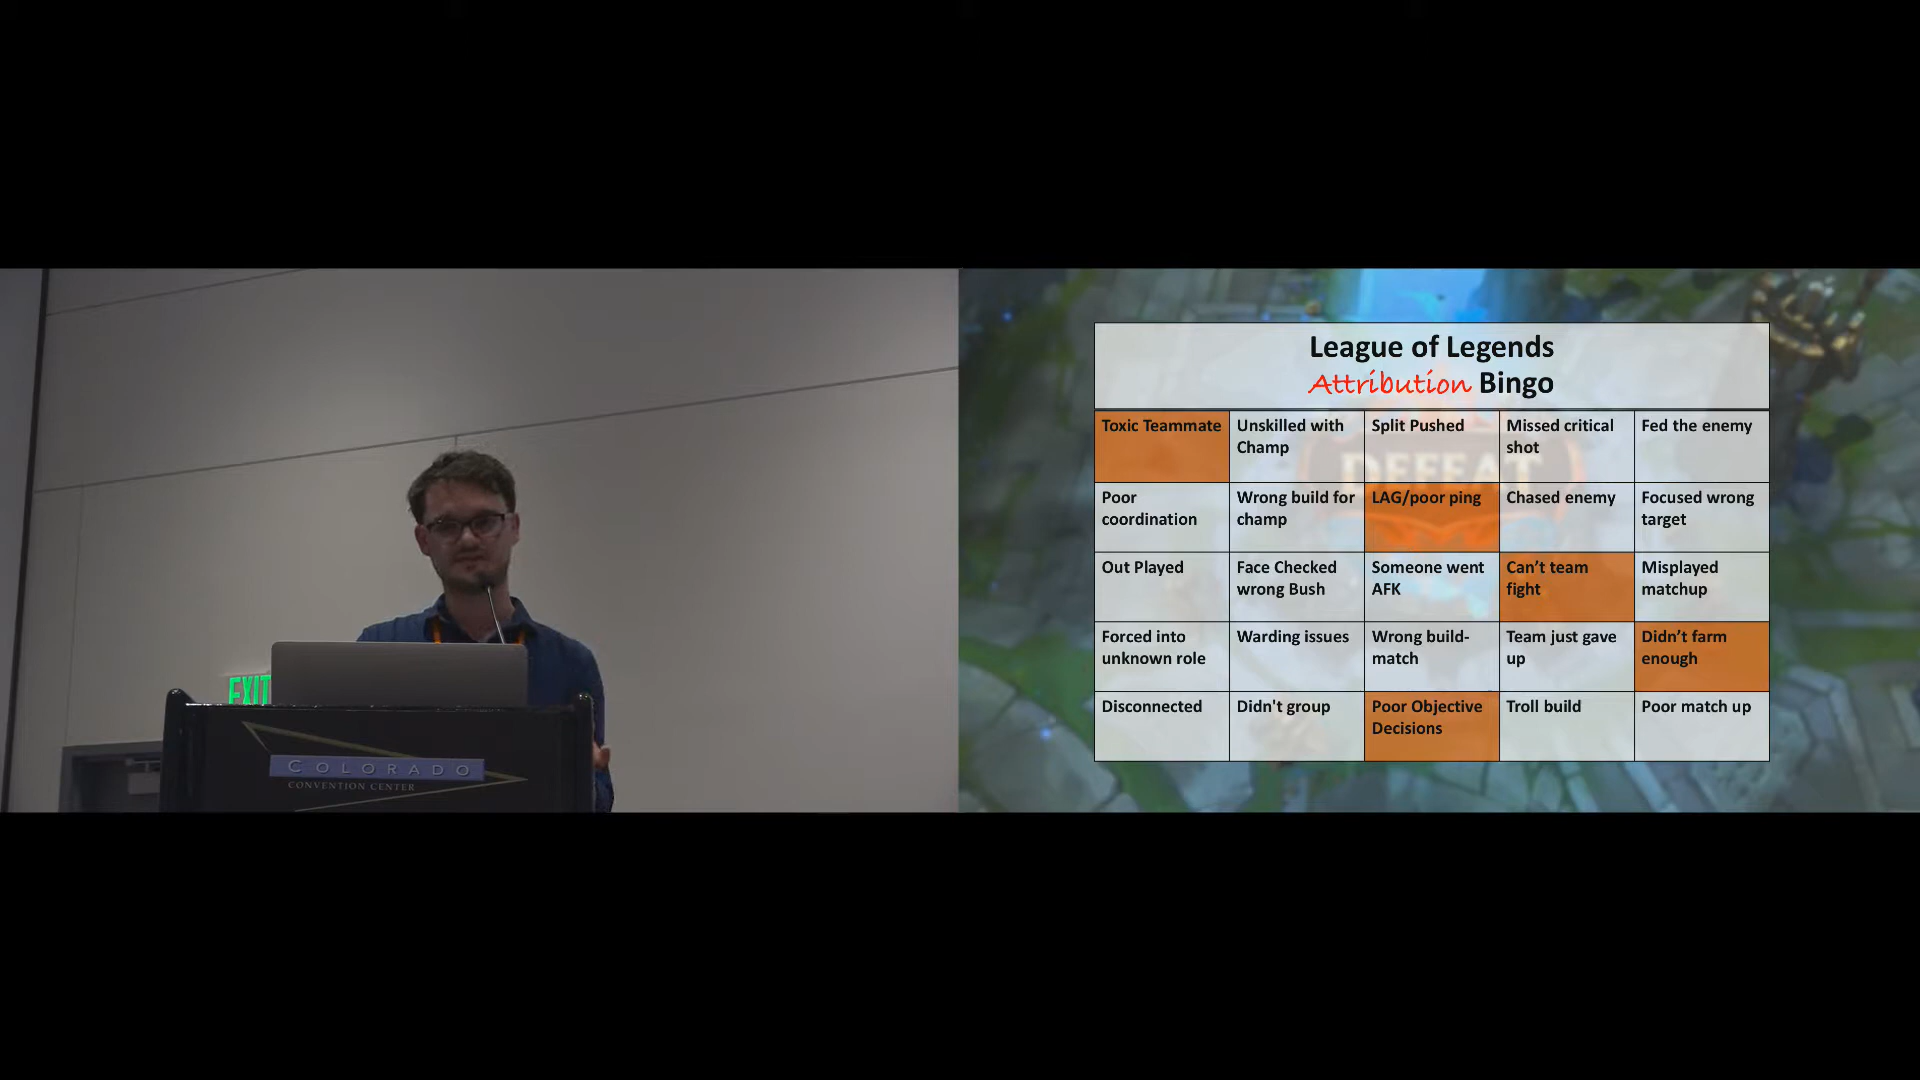 EXIT
COLORADO
CONVENTION CENTER
League of Legends
Attribution Bingo
Toxic Teammate
Unskilled with
Champ
Split Pushed
Missed critical
shot
Fed the enemy
Poor
coordination
Wrong build for
champ
LAG/poor ping
Chased enemy
Focused wrong
target
Out Played
Face Checked
wrong Bush
Someone went
AFK
Can’t team
fight
Misplayed
matchup
Forced into
unknown role
Warding issues
Wrong build-
match
Team just gave
up
Didn’t farm
enough
Disconnected
Didn't group
Poor Objective
Decisions
Troll build
Poor match up
DEFEAT